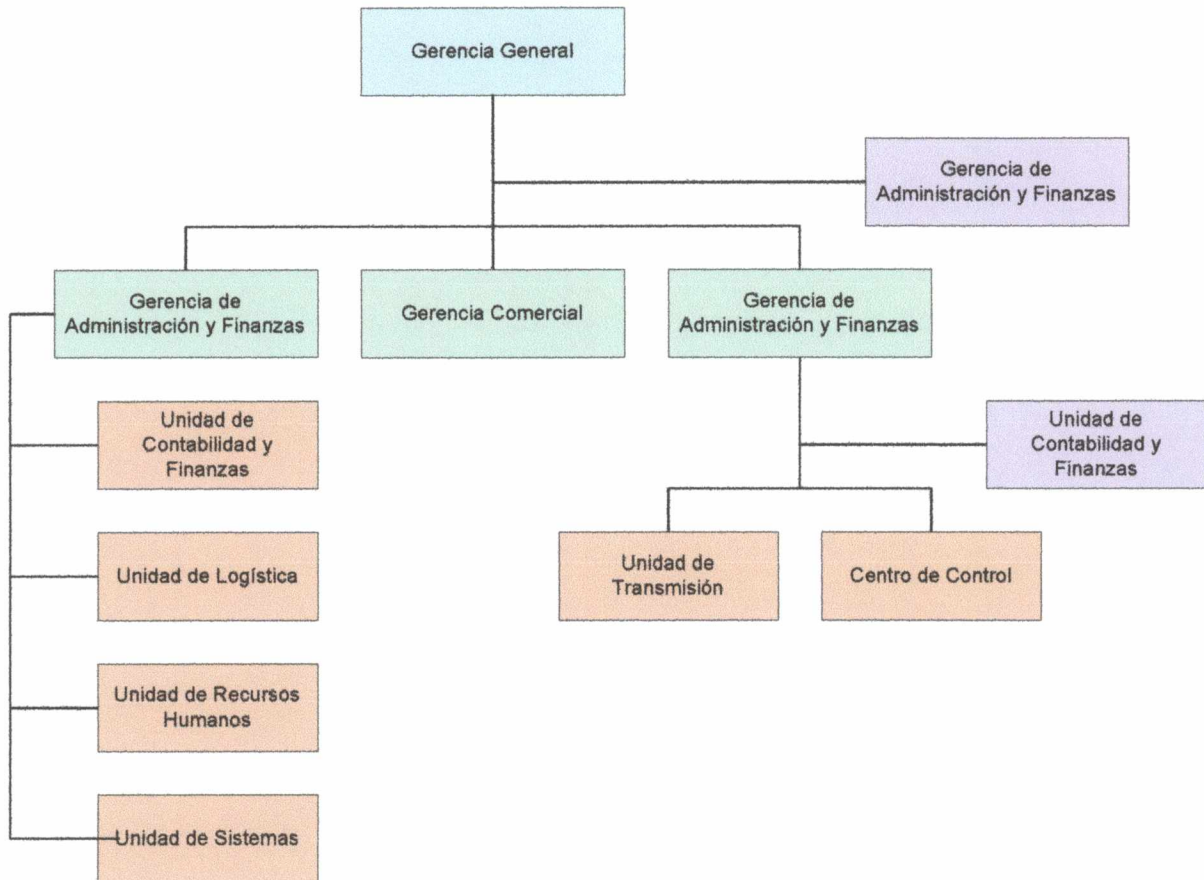 Gerencia General
Gerencia de
Administración y Finanzas
Gerencia de
Administración y Finanzas
Gerencia Comercial
Gerencia de
Administración y Finanzas
Unidad de
Contabilidad y
Finanzas
Unidad de
Contabilidad y
Finanzas
Unidad de Logística
Unidad de
Transmisión
Centro de Control
Unidad de Recursos
Humanos
Unidad de Sistemas